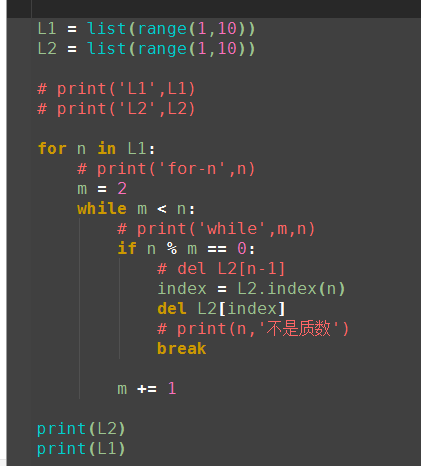 L1 = list(range(1,10))
L2 = list(range(1,10))
# print('L1',L1)
# print('L2',L2)
for n in L1:
# print('for-n',n)
m = 2
while m < n:
# print('while',m,n)
if n % m == 0:
# del L2[n-1]
index = L2.index(n)
del L2[index]
# print(n,'不是质数')
break
m += 1
print(L2)
print(L1)